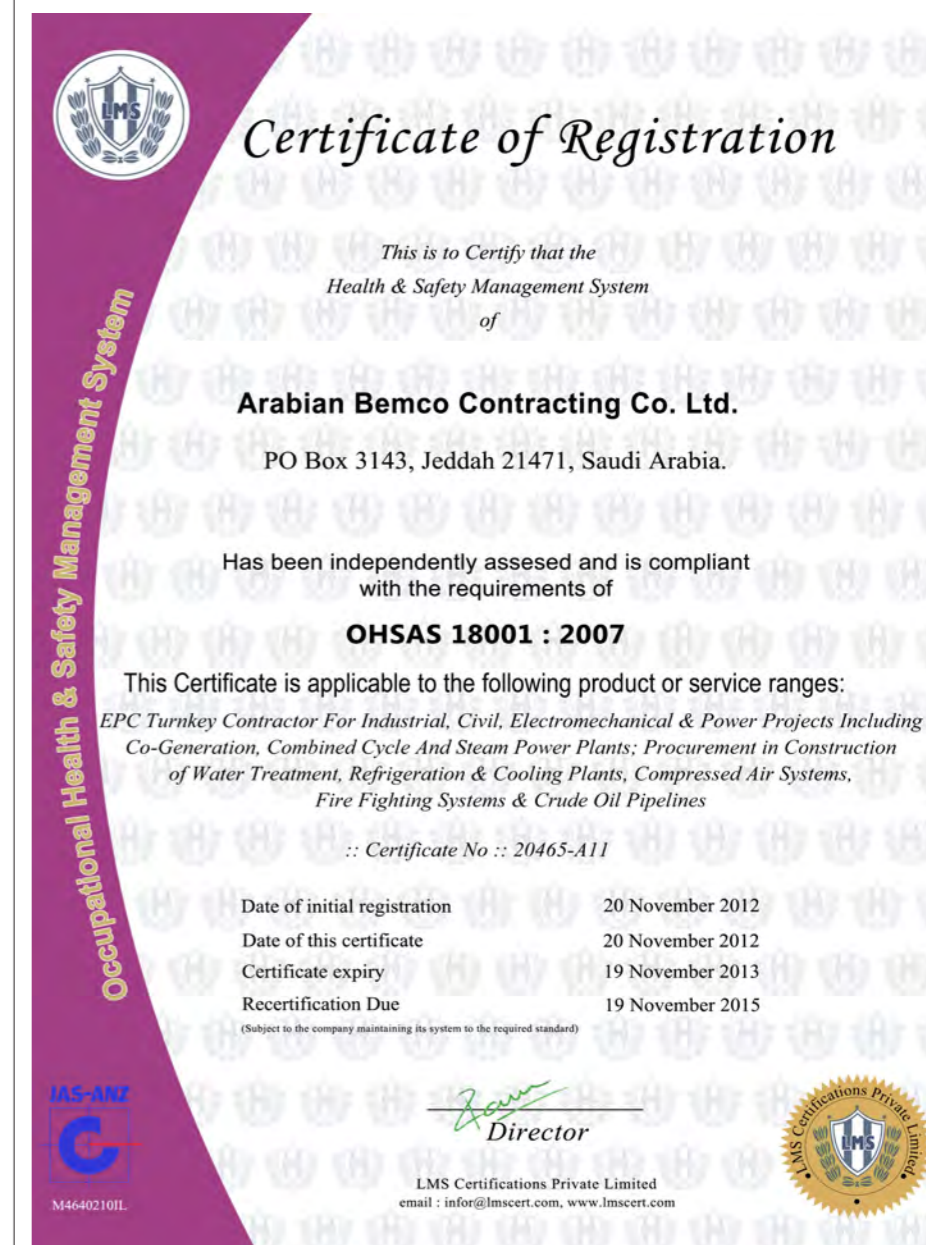 LMS
Certificate of Registration
This is to Certify that the
Health & Safety Management System
of
Arabian Bemco Contracting Co. Ltd.
PO Box 3143, Jeddah 21471, Saudi Arabia.
Has been independently assesed and is compliant
with the requirements of
OHSAS 18001 : 2007
This Certificate is applicable to the following product or service ranges:
EPC Turnkey Contractor For Industrial, Civil, Electromechanical & Power Projects Including
Co-Generation, Combined Cycle And Steam Power Plants; Procurement in Construction
of Water Treatment, Refrigeration & Cooling Plants, Compressed Air Systems,
Fire Fighting Systems & Crude Oil Pipelines
:: Certificate No :: 20465-A11
Date of initial registration 20 November 2012
Date of this certificate 20 November 2012
Certificate expiry 19 November 2013
Recertification Due 19 November 2015
(Subject to the company maintaining its system to the required standard)
Director
LMS Certifications Private Limited
email : infor@lmscert.com, www.lmscert.com
Occupational Health & Safety Management System
JAS-ANZ
M4640210IL
LMS Certifications Private Limited
LMS